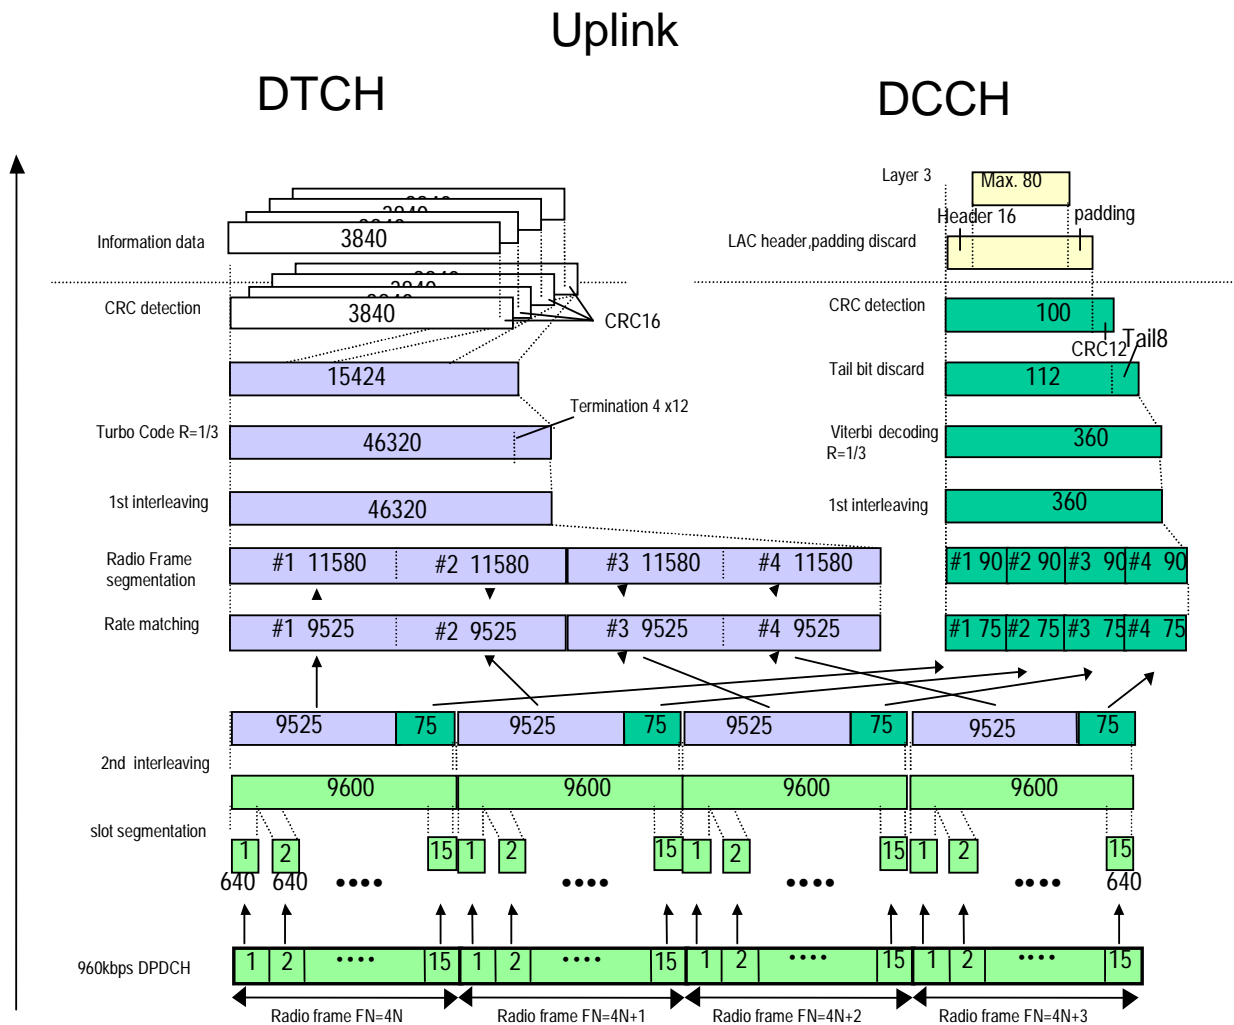 Uplink
DTCH
DCCH
Layer 3
Max. 80
Header 16
padding
3840
3840
3840
Information data
3840
LAC header,padding discard
3840
3840
3840
CRC detection
3840
CRC16
CRC detection
100
CRC12
Tail8
15424
Tail bit discard
112
Termination 4 x12
Turbo Code R=1/3
46320
Viterbi decoding
R=1/3
360
1st interleaving
46320
1st interleaving
360
Radio Frame
segmentation
#1 11580
#2 11580
#3 11580
#4 11580
#1 90
#2 90
#3 90
#4 90
Rate matching
#1 9525
#2 9525
#3 9525
#4 9525
#1 75
#2 75
#3 75
#4 75
9525
75
9525
75
9525
75
9525
75
2nd interleaving
9600
9600
9600
9600
slot segmentation
1
2
15
1
2
15
1
2
15
1
2
15
640
640
640
960kbps DPDCH
1
2
15
1
2
15
1
2
15
1
2
15
Radio frame FN=4N
Radio frame FN=4N+1
Radio frame FN=4N+2
Radio frame FN=4N+3